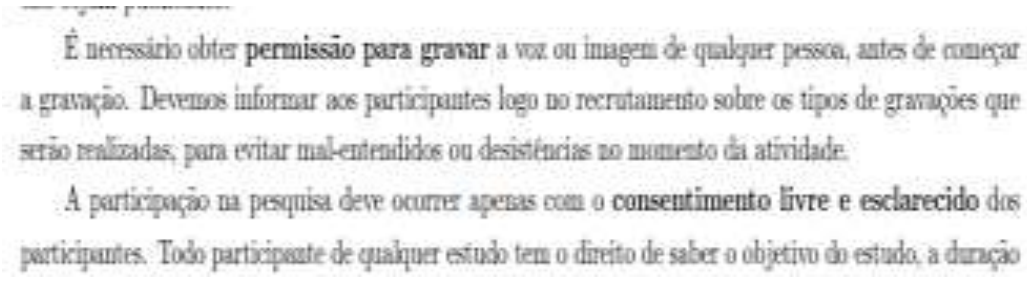 É necessário obter permissão para gravar a voz ou imagem de qualquer pessoa, antes de começar
a gravação. Devemos informar aos participantes logo no recrutamento sobre os tipos de gravações que
serão realizadas, para evitar mal-entendidos ou desistências no momento da atividade.
A participação na pesquisa deve ocorrer apenas com o consentimento livre e esclarecido dos
participantes. Todo participante de qualquer estudo tem o direito de saber o objetivo do estudo, a duração